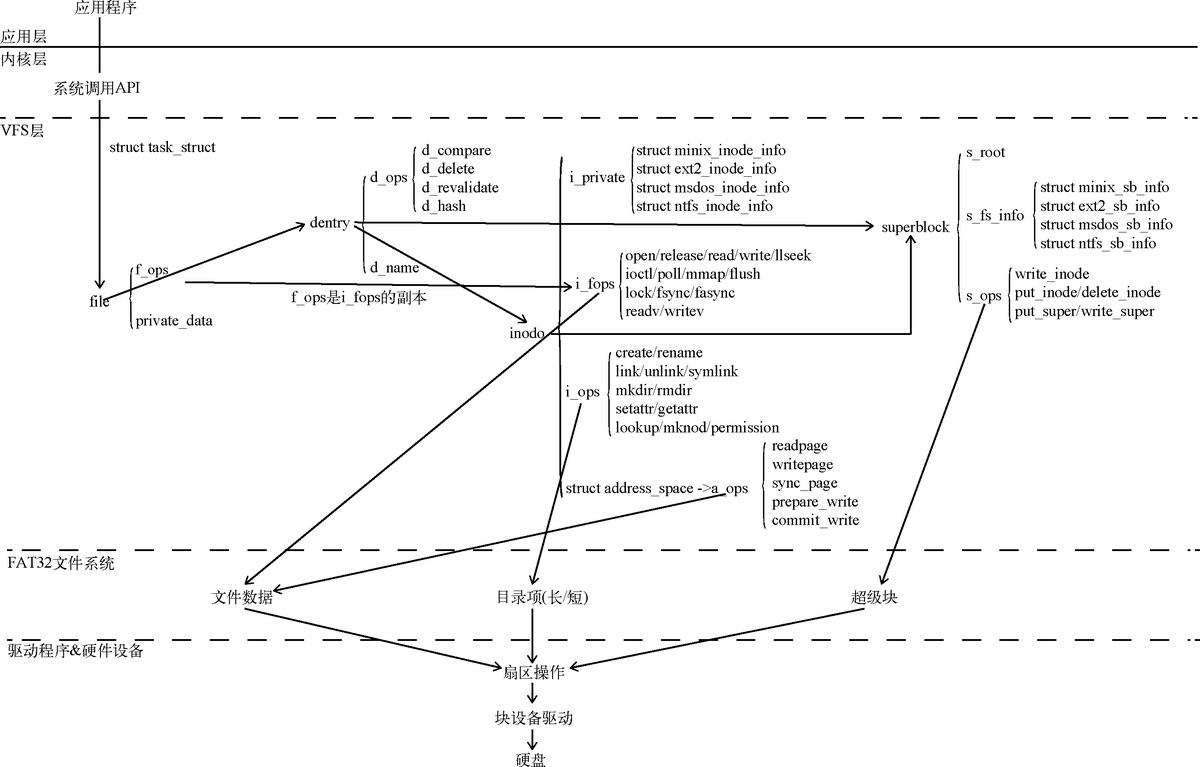 应用程序
应用层
内核层
系统调用API
VFS层
struct task_struct
file
f_ops
private_data
f_ops是i_fops的副本
dentry
d_ops
d_compare
d_delete
d_revalidate
d_hash
d_name
inodo
i_private
struct minix_inode_info
struct ext2_inode_info
struct msdos_inode_info
struct ntfs_inode_info
i_fops
open/release/read/write/llseek
ioctl/poll/mmap/flush
lock/fsync/fasync
readv/writev
i_ops
create/rename
link/unlink/symlink
mkdir/rmdir
setattr/getattr
lookup/mknod/permission
struct address_space ->a_ops
readpage
writepage
sync_page
prepare_write
commit_write
superblock
s_root
s_fs_info
struct minix_sb_info
struct ext2_sb_info
struct msdos_sb_info
struct ntfs_sb_info
s_ops
write_inode
put_inode/delete_inode
put_super/write_super
FAT32文件系统
文件数据
目录项(长/短)
超级块
驱动程序&硬件设备
扇区操作
块设备驱动
硬盘